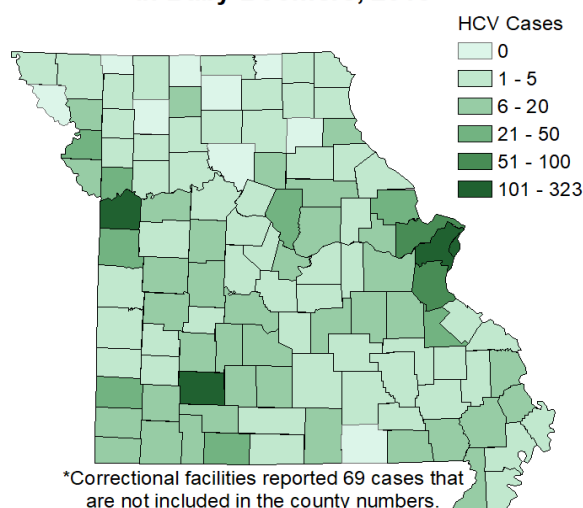 HCV Cases
0
1 - 5
6 - 20
21 - 50
51 - 100
101 - 323
*Correctional facilities reported 69 cases that
are not included in the county numbers.